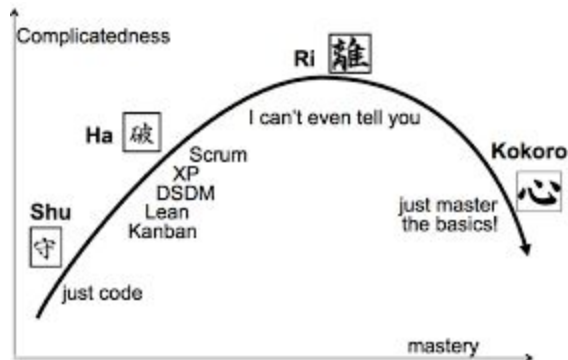 Complicatedness
Ri 離
I can't even tell you
Ha 破
Scrum
XP
DSDM
Lean
Kanban
Kokoro
心
just master
the basics!
Shu
守
just code
mastery